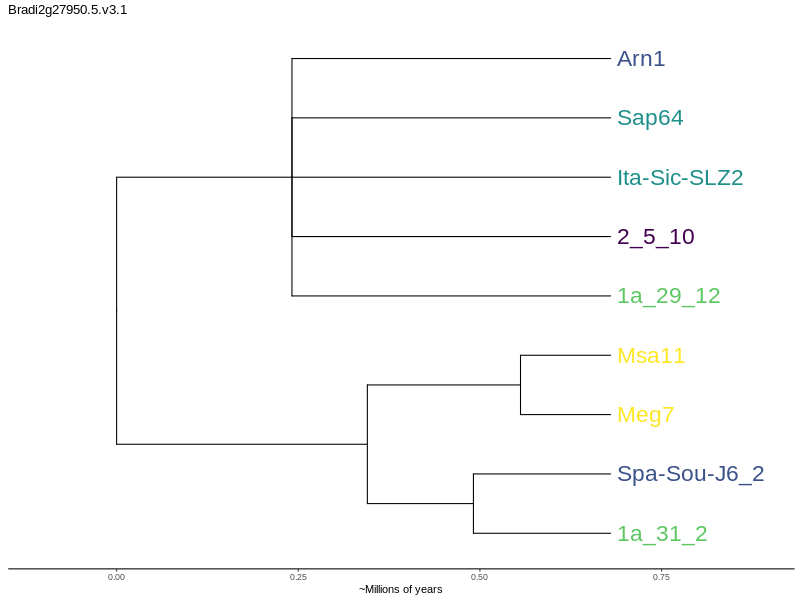 Bradi2g27950.5.v3.1
Arn1
Sap64
Ita-Sic-SLZ2
2_5_10
1a_29_12
Msa11
Meg7
Spa-Sou-J6_2
1a_31_2
0.00 0.25 0.50 0.75
~Millions of years